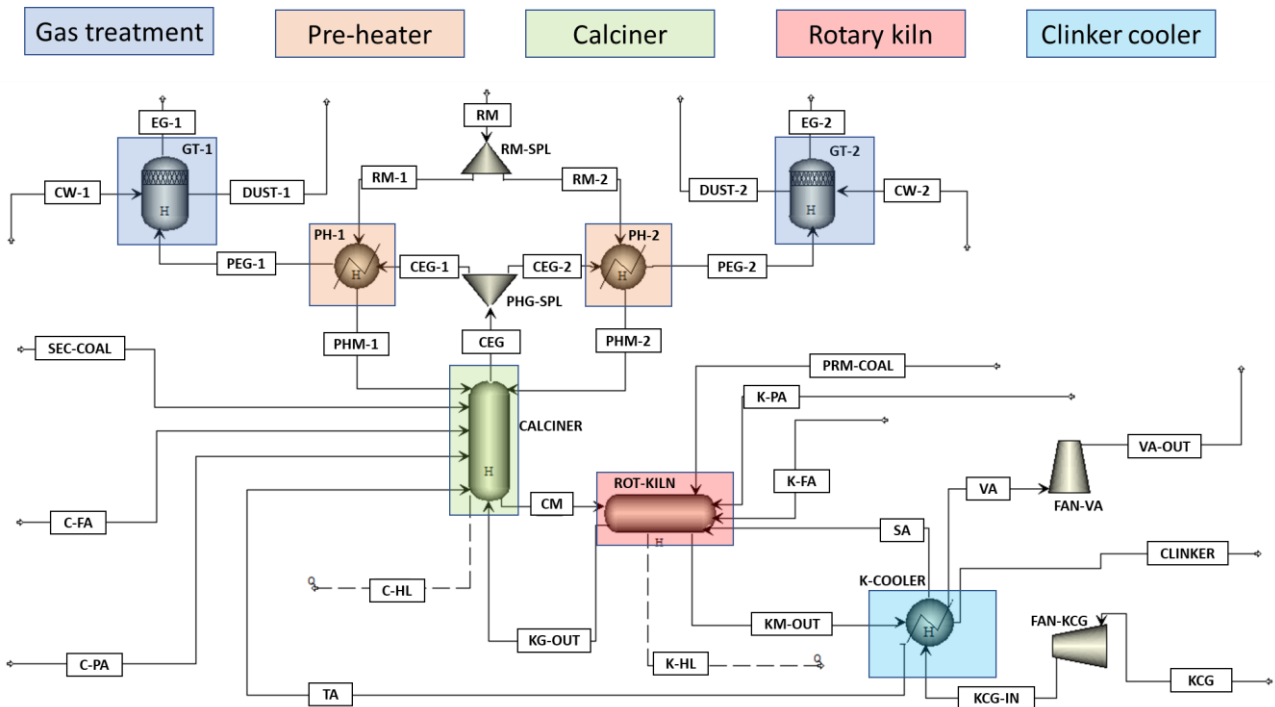 Gas treatment
Pre-heater
Calciner
Rotary kiln
Clinker cooler
EG-1
RM
EG-2
GT-1
RM-SPL
GT-2
RM-1
RM-2
CW-1
DUST-1
DUST-2
CW-2
H
H
PH-1
PH-2
PEG-1
CEG-1
CEG-2
PEG-2
H
H
PHG-SPL
PHM-1
CEG
PHM-2
SEC-COAL
PRM-COAL
K-PA
CALCINER
VA-OUT
H
ROT-KILN
K-FA
VA
FAN-VA
CM
C-FA
SA
H
CLINKER
K-COOLER
C-HL
Q
KG-OUT
KM-OUT
H
FAN-KCG
K-HL
Q
C-PA
KCG
TA
KCG-IN